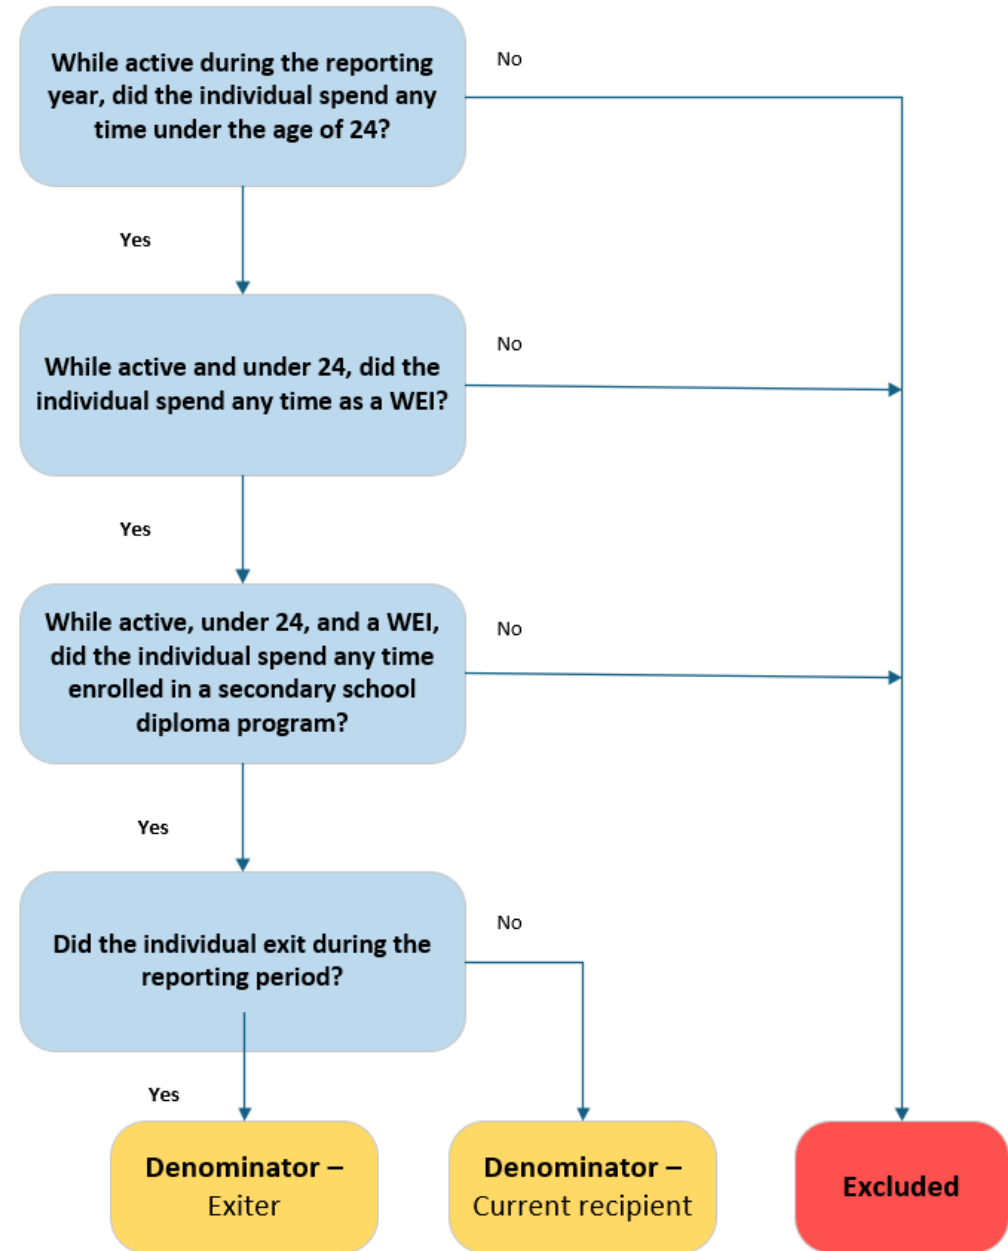 While active during the reporting
year, did the individual spend any
time under the age of 24?
No
Yes
While active and under 24, did the
individual spend any time as a WEI?
No
Yes
While active, under 24, and a WEI,
did the individual spend any time
enrolled in a secondary school
diploma program?
No
Yes
Did the individual exit during the
reporting period?
No
Yes
Denominator –
Exiter
Denominator –
Current recipient
Excluded